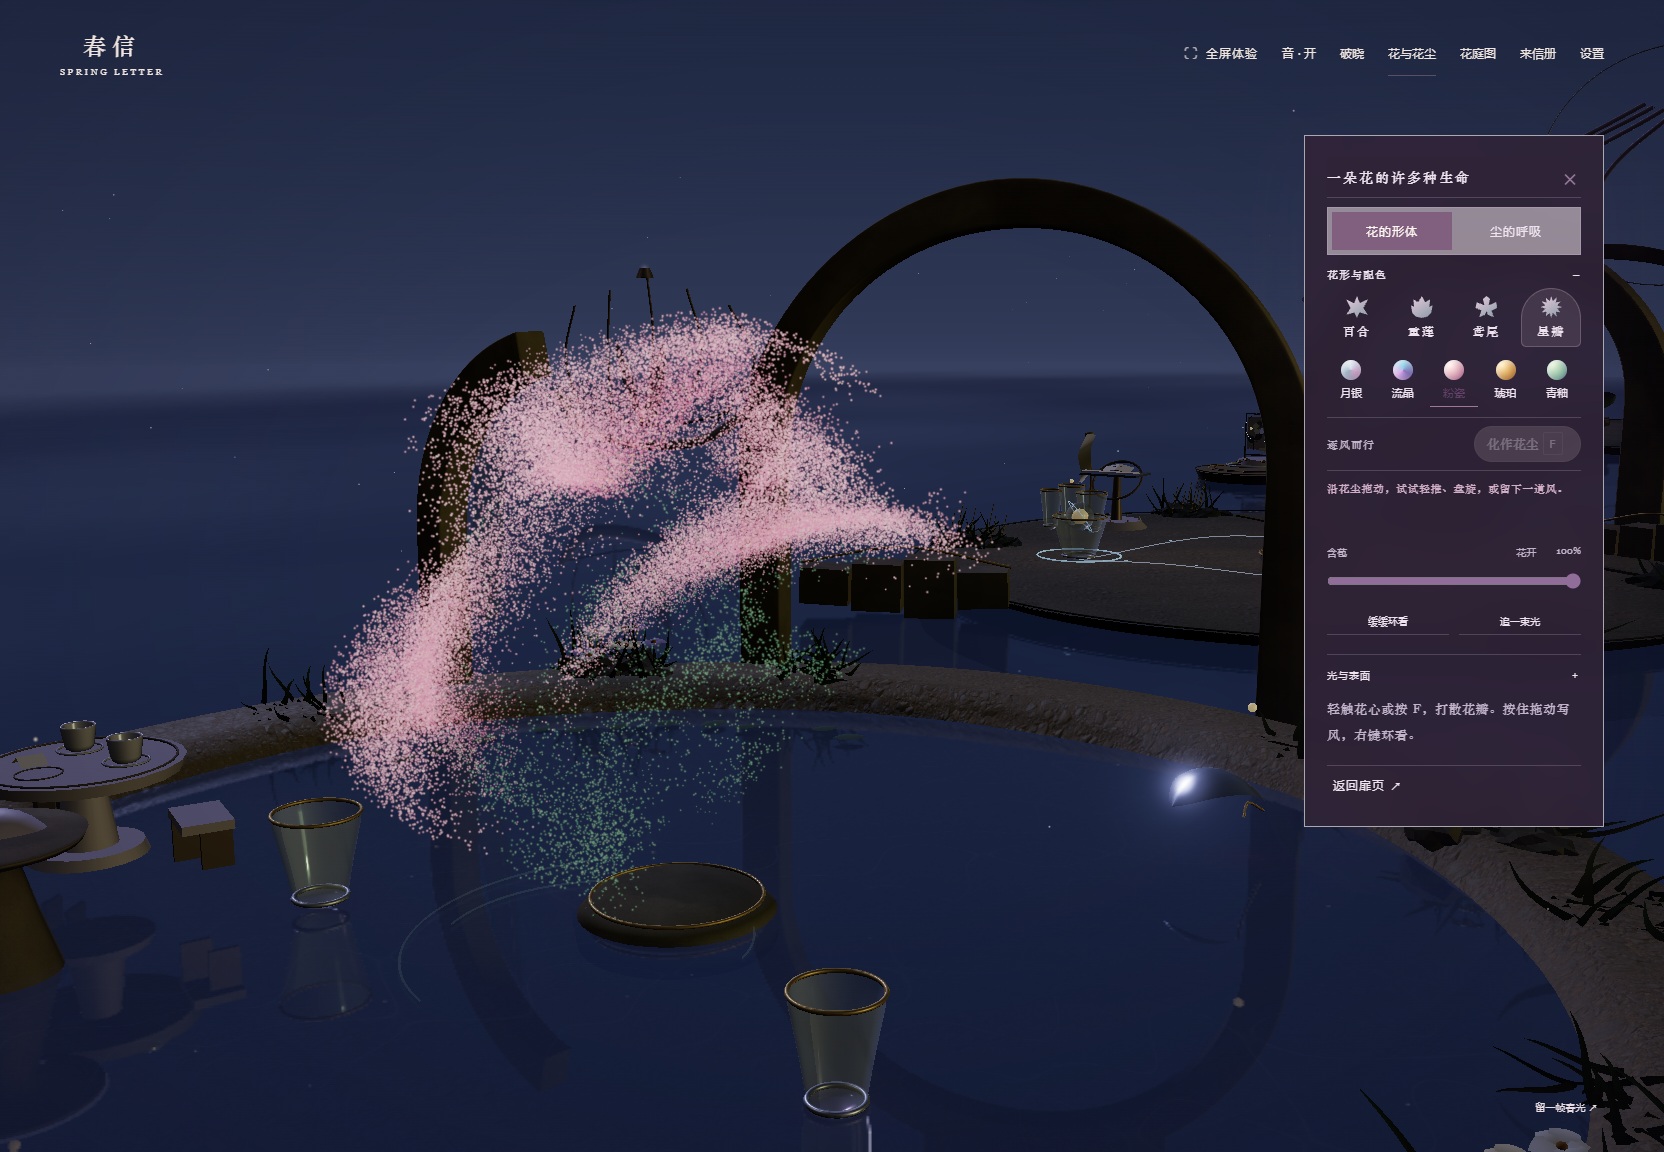 春信
SPRING LETTER
全屏体验 音·开 破晓 花与花尘 花庭图 来信册 设置
一朵花的许多种生命
花的形体 尘的呼吸
花形与配色
百合 重莲 鸢尾 星瓣
月银 流晶 粉瓷 琥珀 青釉
逐风而行 化作花尘 F
沿花尘拖动，试试轻推、盘旋，或留下一道风。
含苞 花开 100%
缓缓环看 追一束光
光与表面
轻触花心或按 F，打散花瓣。按住拖动写
风，右键环看。
返回扉页 ↗
留一帧春光 ↗